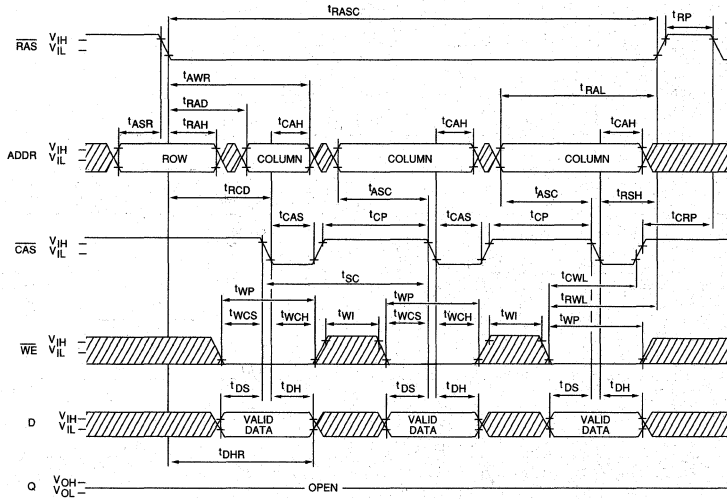 tRASC
tRP
RAS VIH
VIL
tAWR
tRAD
tRAL
tASR
tRAH
tCAH
tCAH
tCAH
ADDR VIH
VIL
ROW
COLUMN
COLUMN
COLUMN
tRCD
tASC
tASC
tRSH
tCAS
tCP
tCAS
tCP
tCRP
CAS VIH
VIL
tSC
tCWL
tWP
tWP
tRWL
tWCS
tWCH
tWI
tWCS
tWCH
tWI
tWP
WE VIH
VIL
tDS
tDH
tDS
tDH
tDS
tDH
D VIH
VIL
VALID DATA
VALID DATA
VALID DATA
tDHR
Q VOH
VOL
OPEN